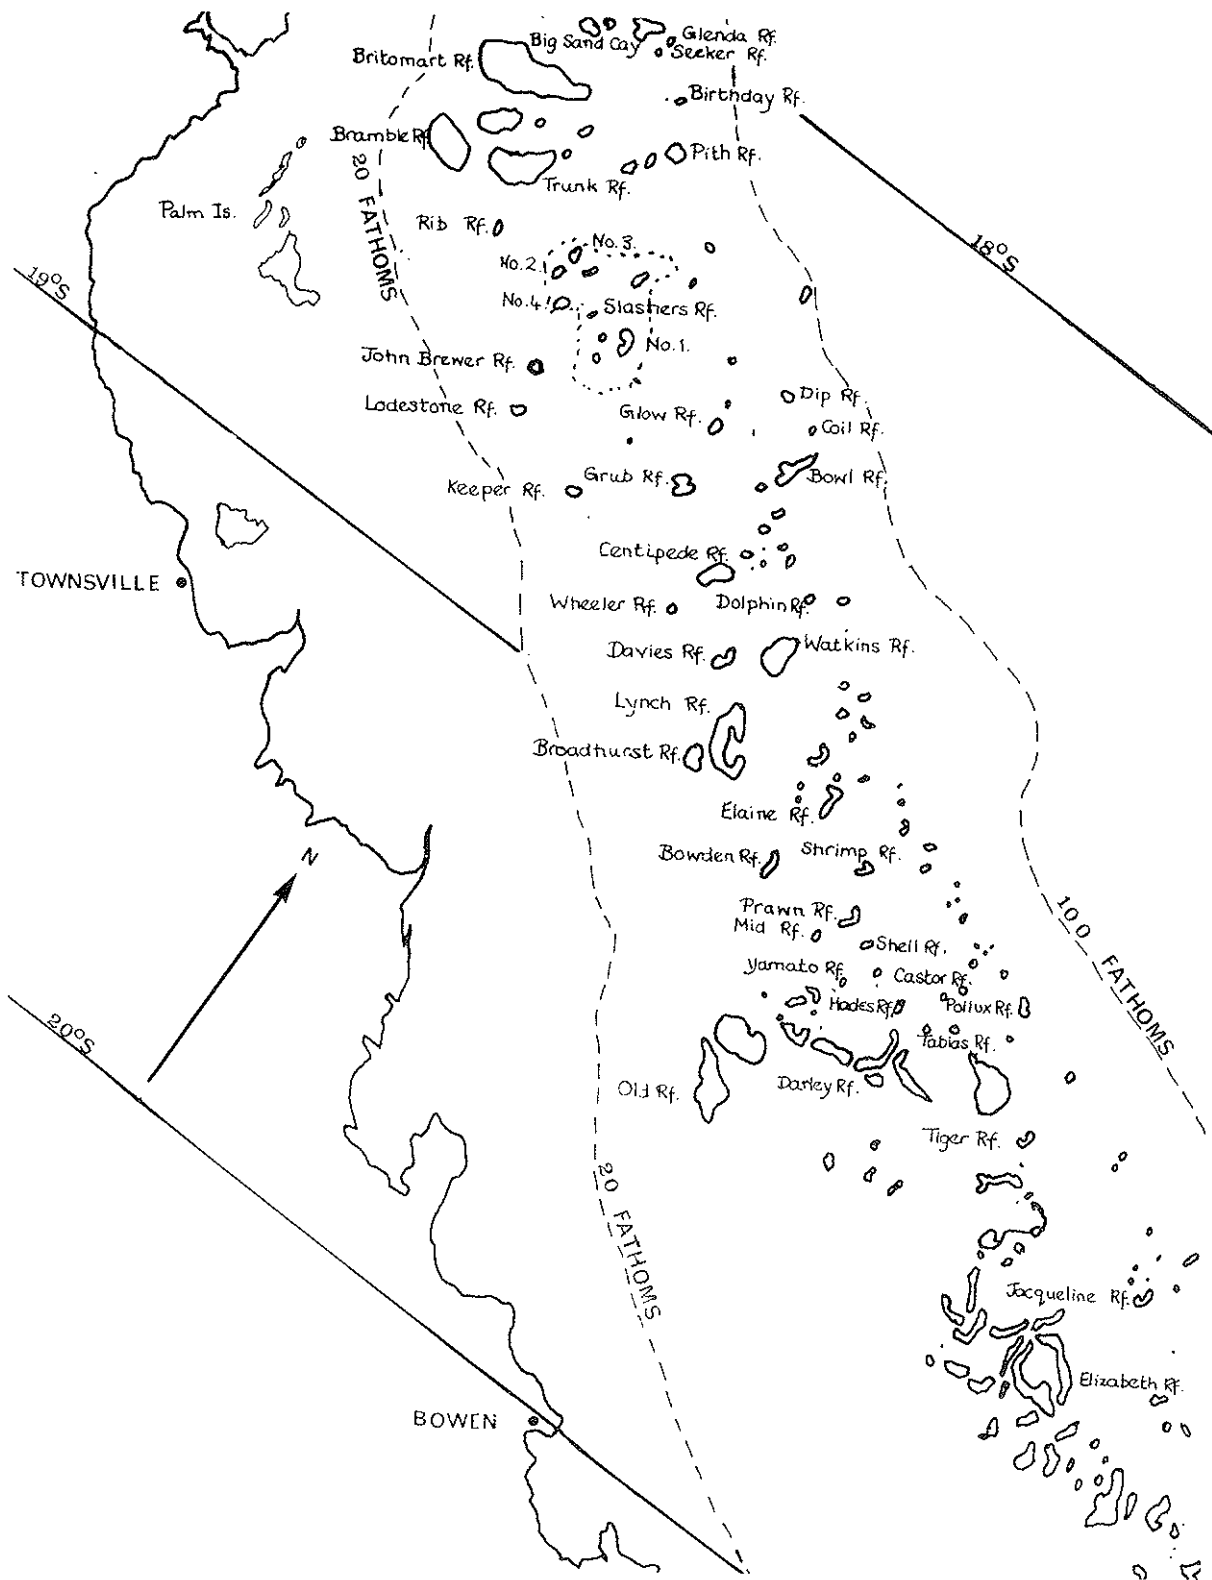 Glenda Rf.
Big Sand Cay
Seeker Rf.
Britomart Rf.
Birthday Rf.
Bramble Rf.
Pith Rf.
Trunk Rf.
20 FATHOMS
Palm Is.
Rib Rf.
No.3.
18°S
No.2.
19°S
No.4.
Slashers Rf.
No.1.
John Brewer Rf.
Dip Rf.
Lodestone Rf.
Glow Rf.
Coil Rf.
Grub Rf.
Bowl Rf.
Keeper Rf.
Centipede Rf.
TOWNSVILLE
Wheeler Rf.
Dolphin Rf.
Davies Rf.
Watkins Rf.
Lynch Rf.
Broadhurst Rf.
Elaine Rf.
Bowden Rf.
Shrimp Rf.
N
Prawn Rf.
Mid Rf.
Shell Rf.
100 FATHOMS
Yamato Rf.
Castor Rf.
Hades Rf.
Pollux Rf.
20°S
Tabias Rf.
Old Rf.
Darley Rf.
Tiger Rf.
20 FATHOMS
Jacqueline Rf.
Elizabeth Rf.
BOWEN